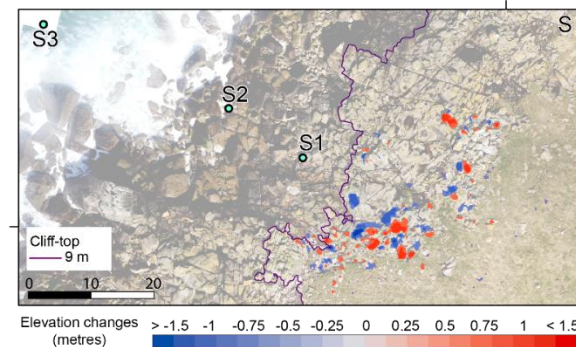 S3
S
S2
S1
Cliff-top
9 m
0 10 20
Elevation changes
(metres)
> -1.5 -1 -0.75 -0.5 -0.25 0 0.25 0.5 0.75 1 < 1.5